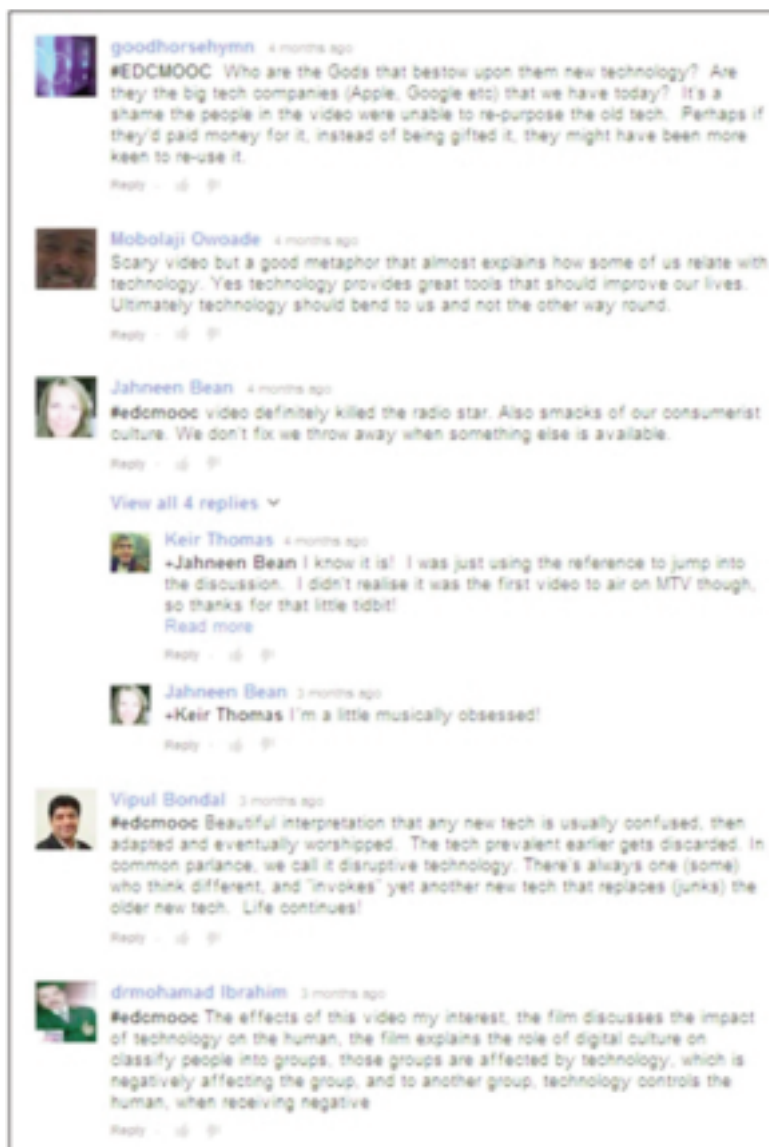 goodhorsehymn 4 months ago
#EDCMOOC Who are the Gods that bestow upon them new technology? Are
they the big tech companies (Apple, Google etc) that we have today? It's a
shame the people in the video were unable to re-purpose the old tech. Perhaps if
they'd paid money for it, instead of being gifted it, they might have been more
keen to re-use it.
Reply ·
Mobolaji Owoade 4 months ago
Scary video but a good metaphor that almost explains how some of us relate with
technology. Yes technology provides great tools that should improve our lives.
Ultimately technology should bend to us and not the other way round.
Reply ·
Jahneen Bean 4 months ago
#edcmooc video definitely killed the radio star. Also smacks of our consumerist
culture. We don't fix we throw away when something else is available.
Reply ·
View all 4 replies
Keir Thomas 4 months ago
+Jahneen Bean I know it is! I was just using the reference to jump into
the discussion. I didn't realise it was the first video to air on MTV though,
so thanks for that little tidbit!
Read more
Reply ·
Jahneen Bean 3 months ago
+Keir Thomas I'm a little musically obsessed!
Reply ·
Vipul Bondal 3 months ago
#edcmooc Beautiful interpretation that any new tech is usually confused, then
adapted and eventually worshipped. The tech prevalent earlier gets discarded. In
common parlance, we call it disruptive technology. There's always one (some)
who think different, and "invokes" yet another new tech that replaces (junks) the
older new tech. Life continues!
Reply ·
drmohamad Ibrahim 3 months ago
#edcmooc The effects of this video my interest, the film discusses the impact
of technology on the human, the film explains the role of digital culture on
classify people into groups, those groups are affected by technology, which is
negatively affecting the group, and to another group, technology controls the
human, when receiving negative
Reply ·